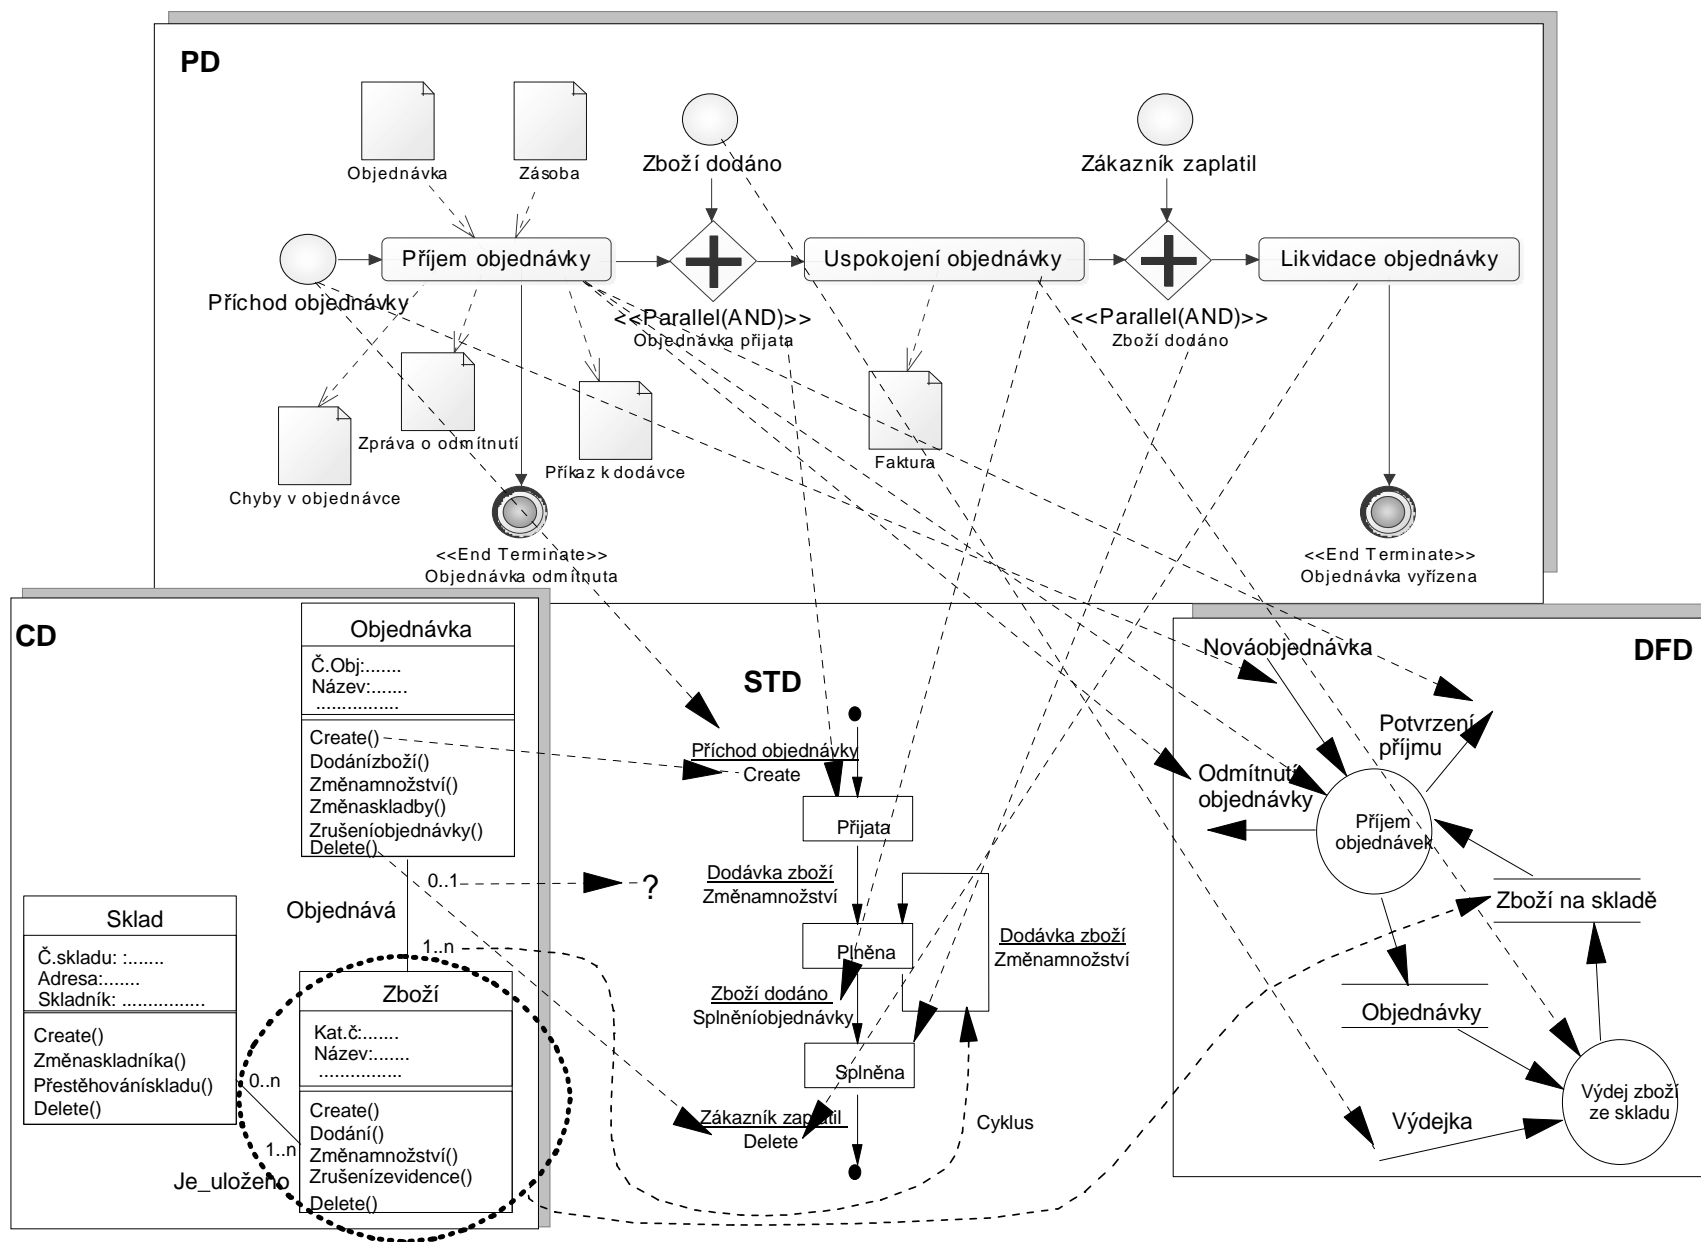 PD
Objednávka
Zásoba
Zboží dodáno
Zákazník zaplatil
Příjem objednávky
Uspokojení objednávky
Likvidace objednávky
Příchod objednávky
<<Parallel(AND)>>
Objednávka přijata
<<Parallel(AND)>>
Zboží dodáno
Zpráva o odmítnutí
Příkaz k dodávce
Faktura
Chyby v objednávce
<<End Terminate>>
Objednávka odmítnuta
<<End Terminate>>
Objednávka vyřízena
CD
Objednávka
Č.Obj:.......
Název:.......
................
Create()
Dodánízboží()
Změnamnožství()
Změnaskladby()
Zrušeníobjednávky()
Delete()
0..1
Objednává
1..n
?
Sklad
Č.skladu: :.......
Adresa:.......
Skladník: ................
Create()
Změnaskladníka()
Přestěhovánískladu()
Delete()
0..n
1..n
Je_uloženo
Zboží
Kat.č:.......
Název:.......
................
Create()
Dodání()
Změnamnožství()
Zrušenízevidence()
Delete()
STD
Příchod objednávky
Create
Přijata
Dodávka zboží
Změnamnožství
Plněna
Dodávka zboží
Změnamnožství
Zboží dodáno
Splněníobjednávky
Splněna
Zákazník zaplatil
Delete
Cyklus
DFD
Nováobjednávka
Potvrzení
příjmu
Odmítnutí
objednávky
Příjem
objednávek
Zboží na skladě
Objednávky
Výdej zboží
ze skladu
Výdejka